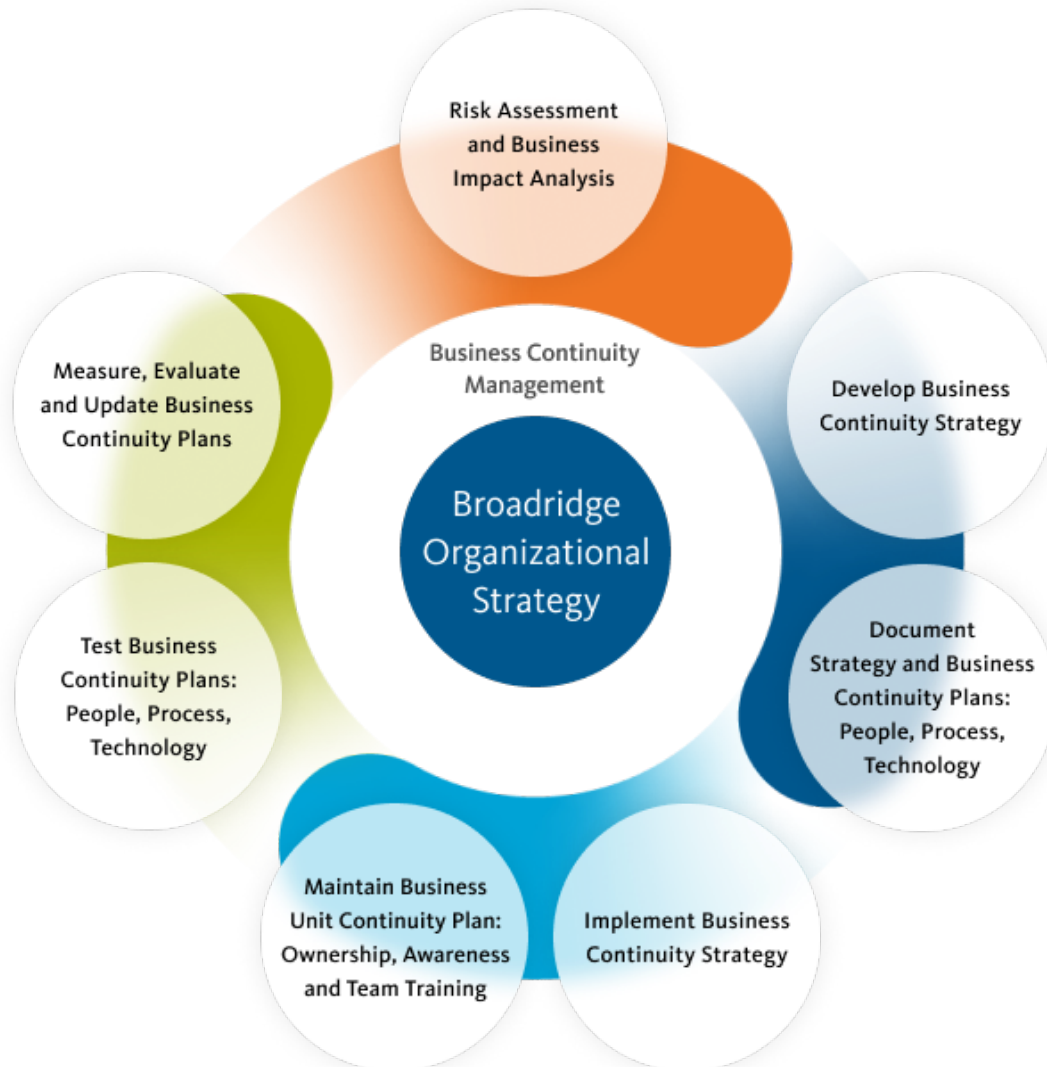 Risk Assessment
and Business
Impact Analysis
Business Continuity
Management
Broadridge
Organizational
Strategy
Develop Business
Continuity Strategy
Document
Strategy and Business
Continuity Plans:
People, Process,
Technology
Implement Business
Continuity Strategy
Maintain Business
Unit Continuity Plan:
Ownership, Awareness
and Team Training
Test Business
Continuity Plans:
People, Process,
Technology
Measure, Evaluate
and Update Business
Continuity Plans